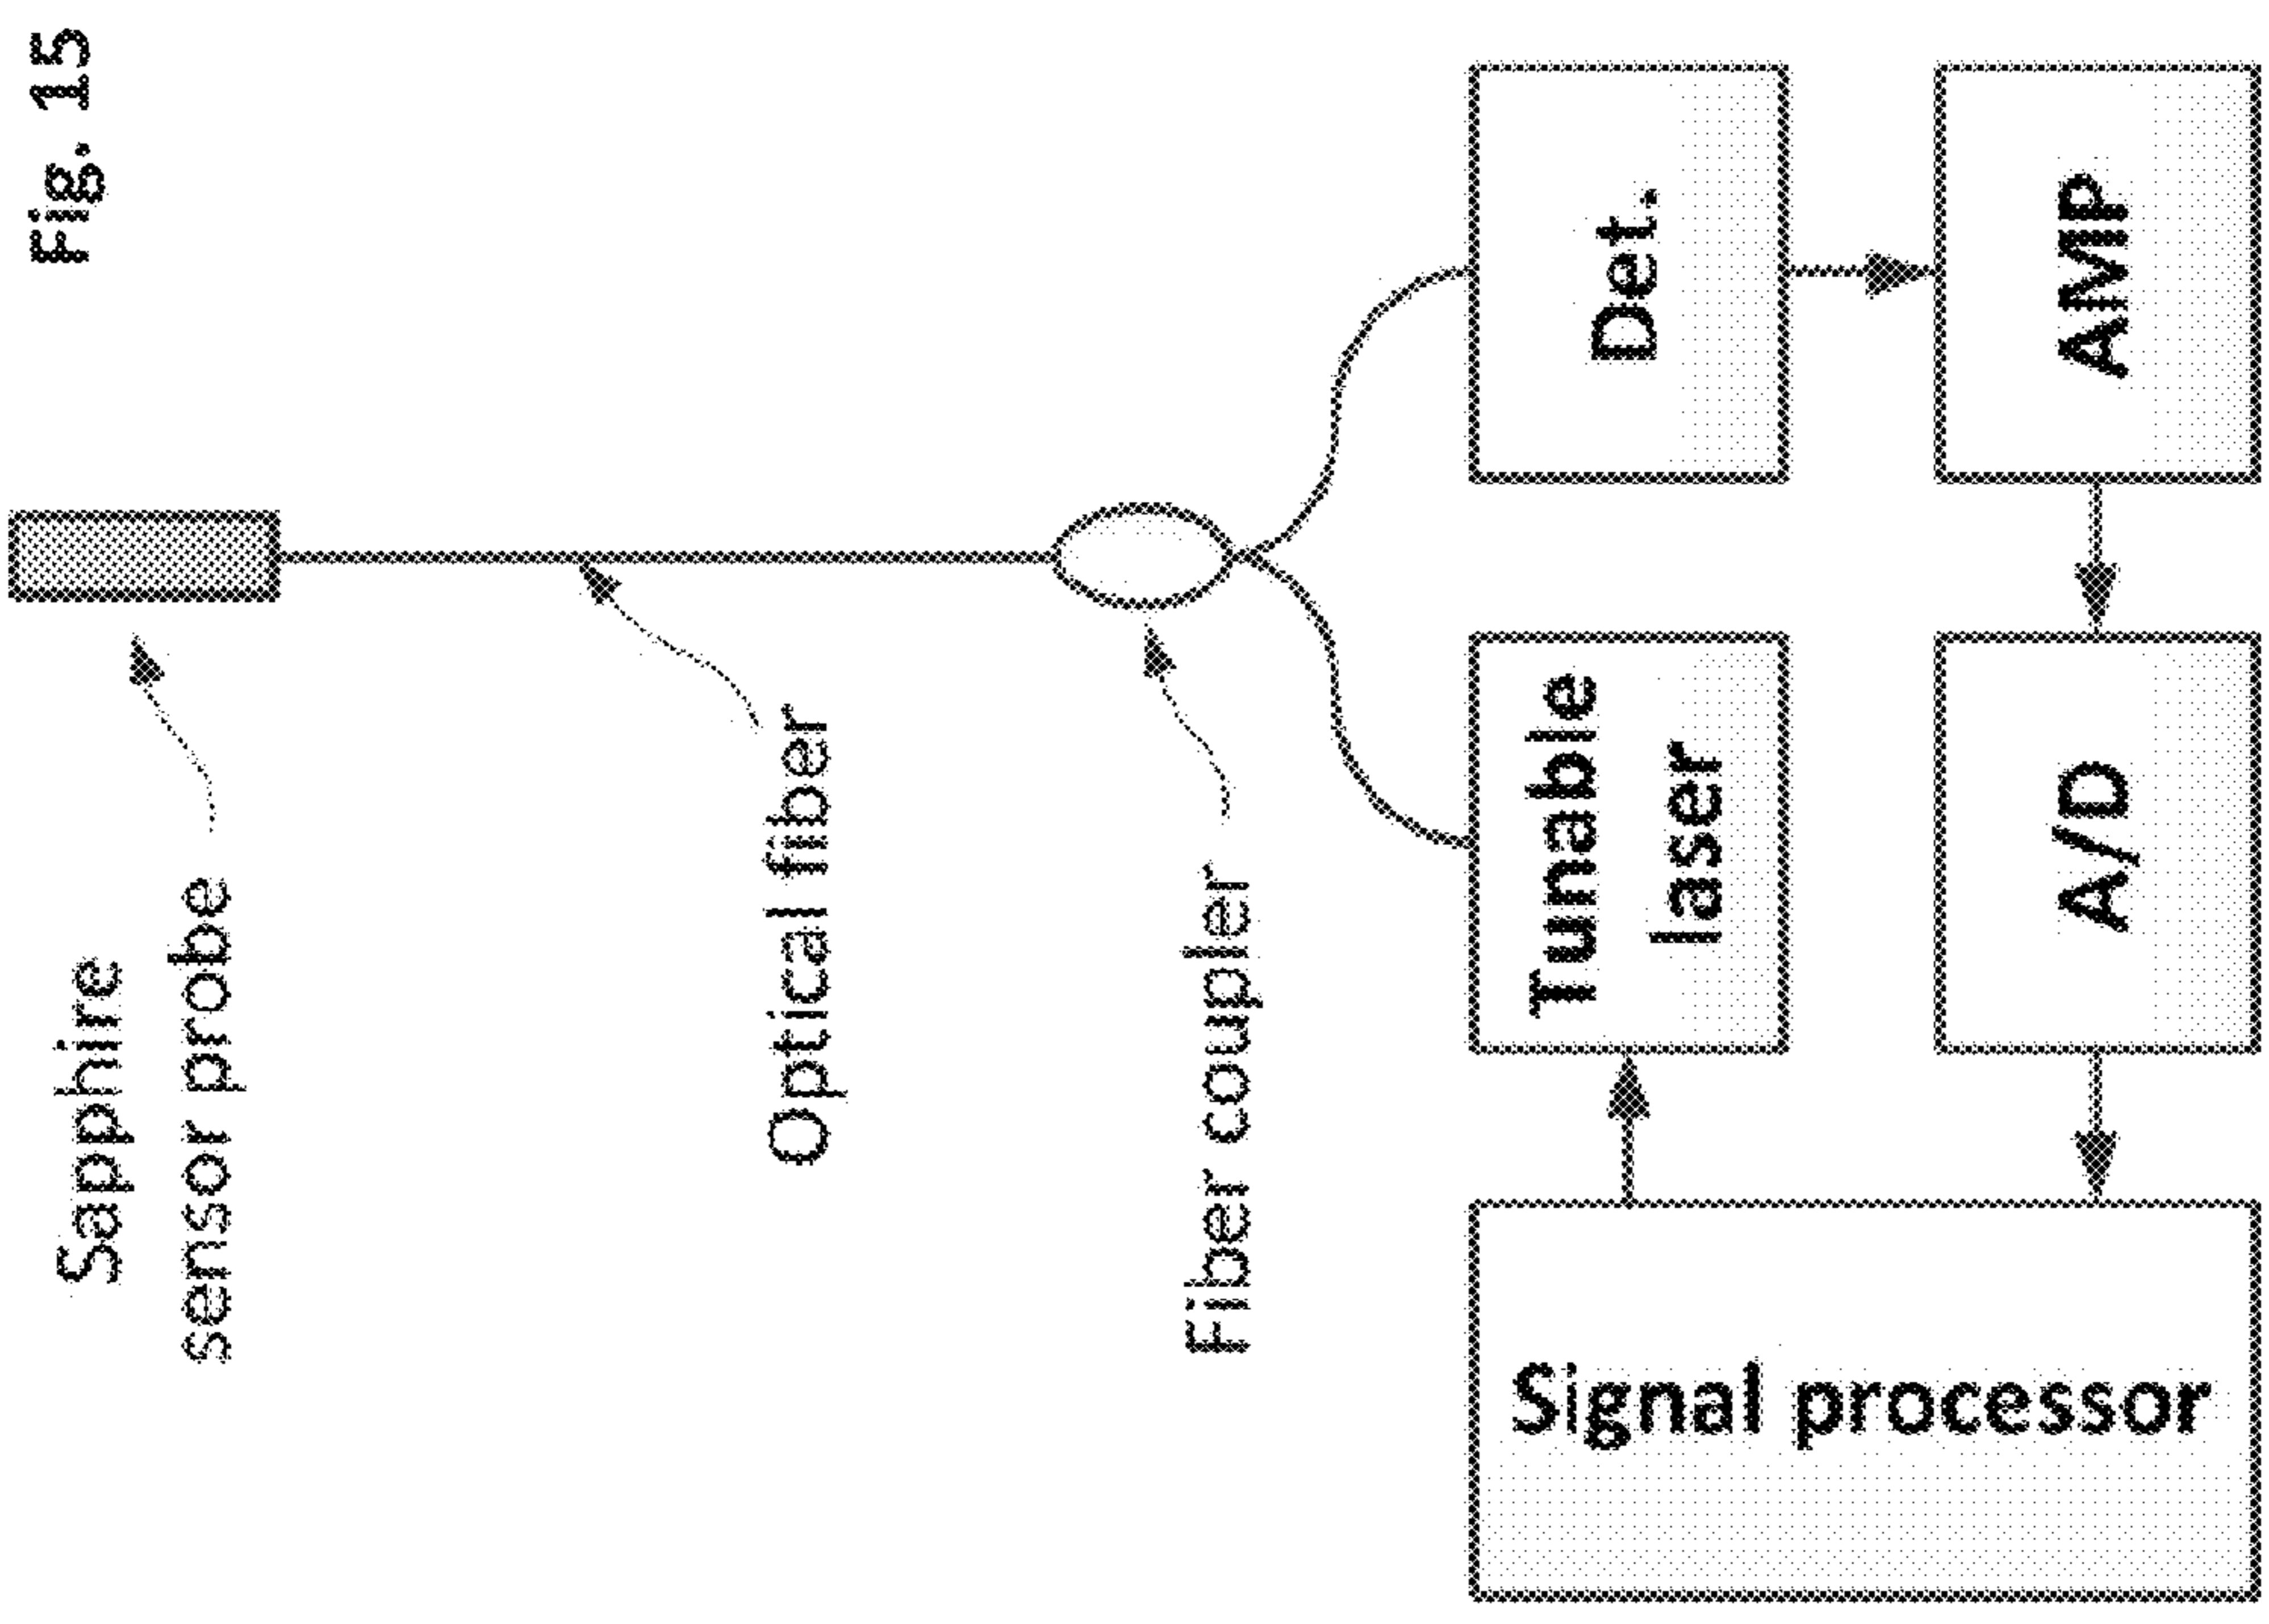 Fig. 15
Sapphire
sensor probe
Optical fiber
Fiber coupler
Tunable
laser
Det.
Signal processor
A/D
AMP